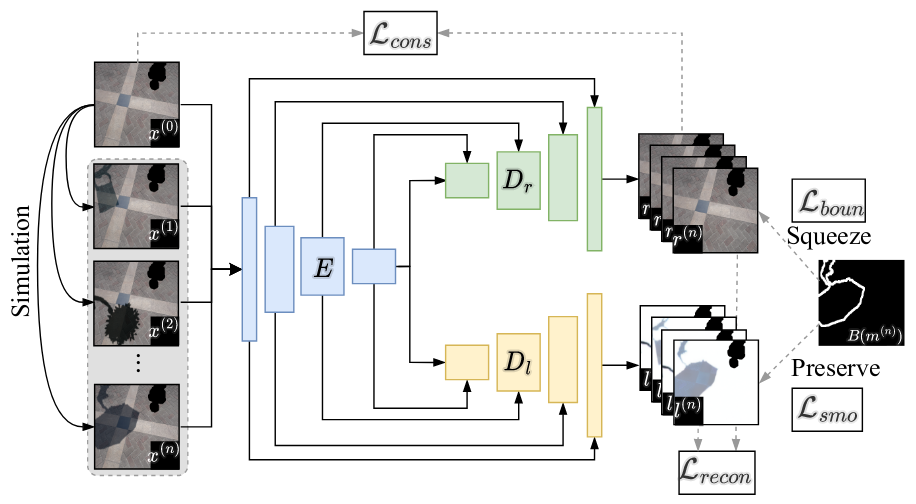 $\mathcal{L}_{cons}$
$x^{(0)}$
Simulation
$x^{(1)}$
$x^{(2)}$
$x^{(n)}$
$E$
$D_r$
$D_l$
r
r
r
$r^{(n)}$
$\mathcal{L}_{boun}$
Squeeze
$B(m^{(n)})$
l
l
l
$l^{(n)}$
Preserve
$\mathcal{L}_{smo}$
$\mathcal{L}_{recon}$